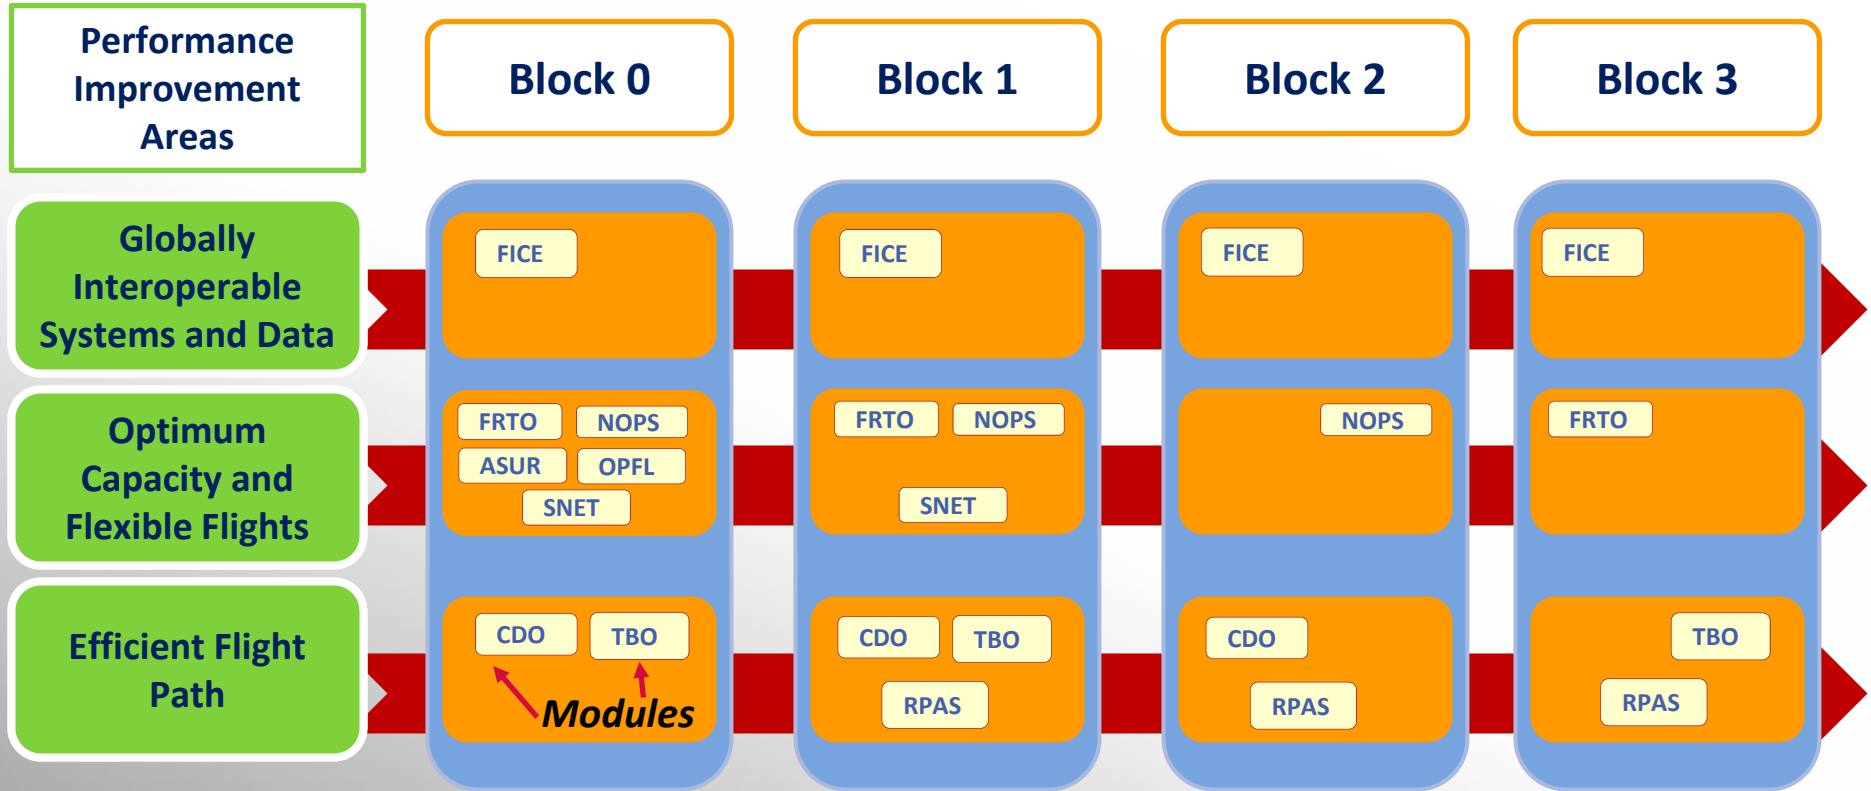 Performance
Improvement
Areas
Block 0
Block 1
Block 2
Block 3
Globally
Interoperable
Systems and Data
FICE
FICE
FICE
FICE
Optimum
Capacity and
Flexible Flights
FRTO NOPS
ASUR OPFL
SNET
FRTO NOPS
SNET
NOPS
FRTO
Efficient Flight
Path
CDO TBO
Modules
CDO TBO
RPAS
CDO
RPAS
TBO
RPAS